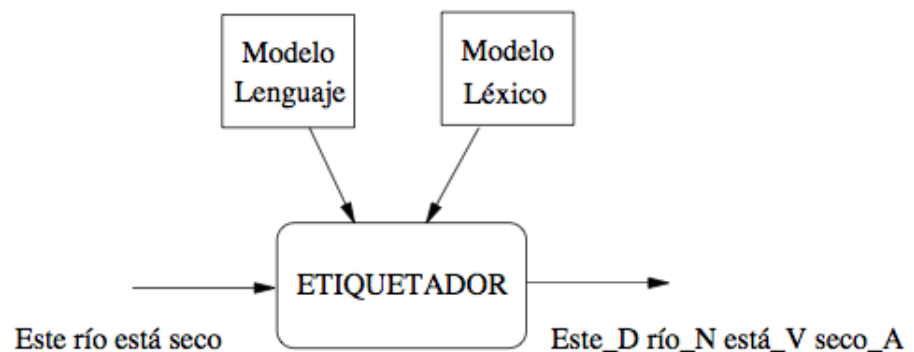 Modelo
Lenguaje
Modelo
Léxico
ETIQUETADOR
Este río está seco
Este_D río_N está_V seco_A